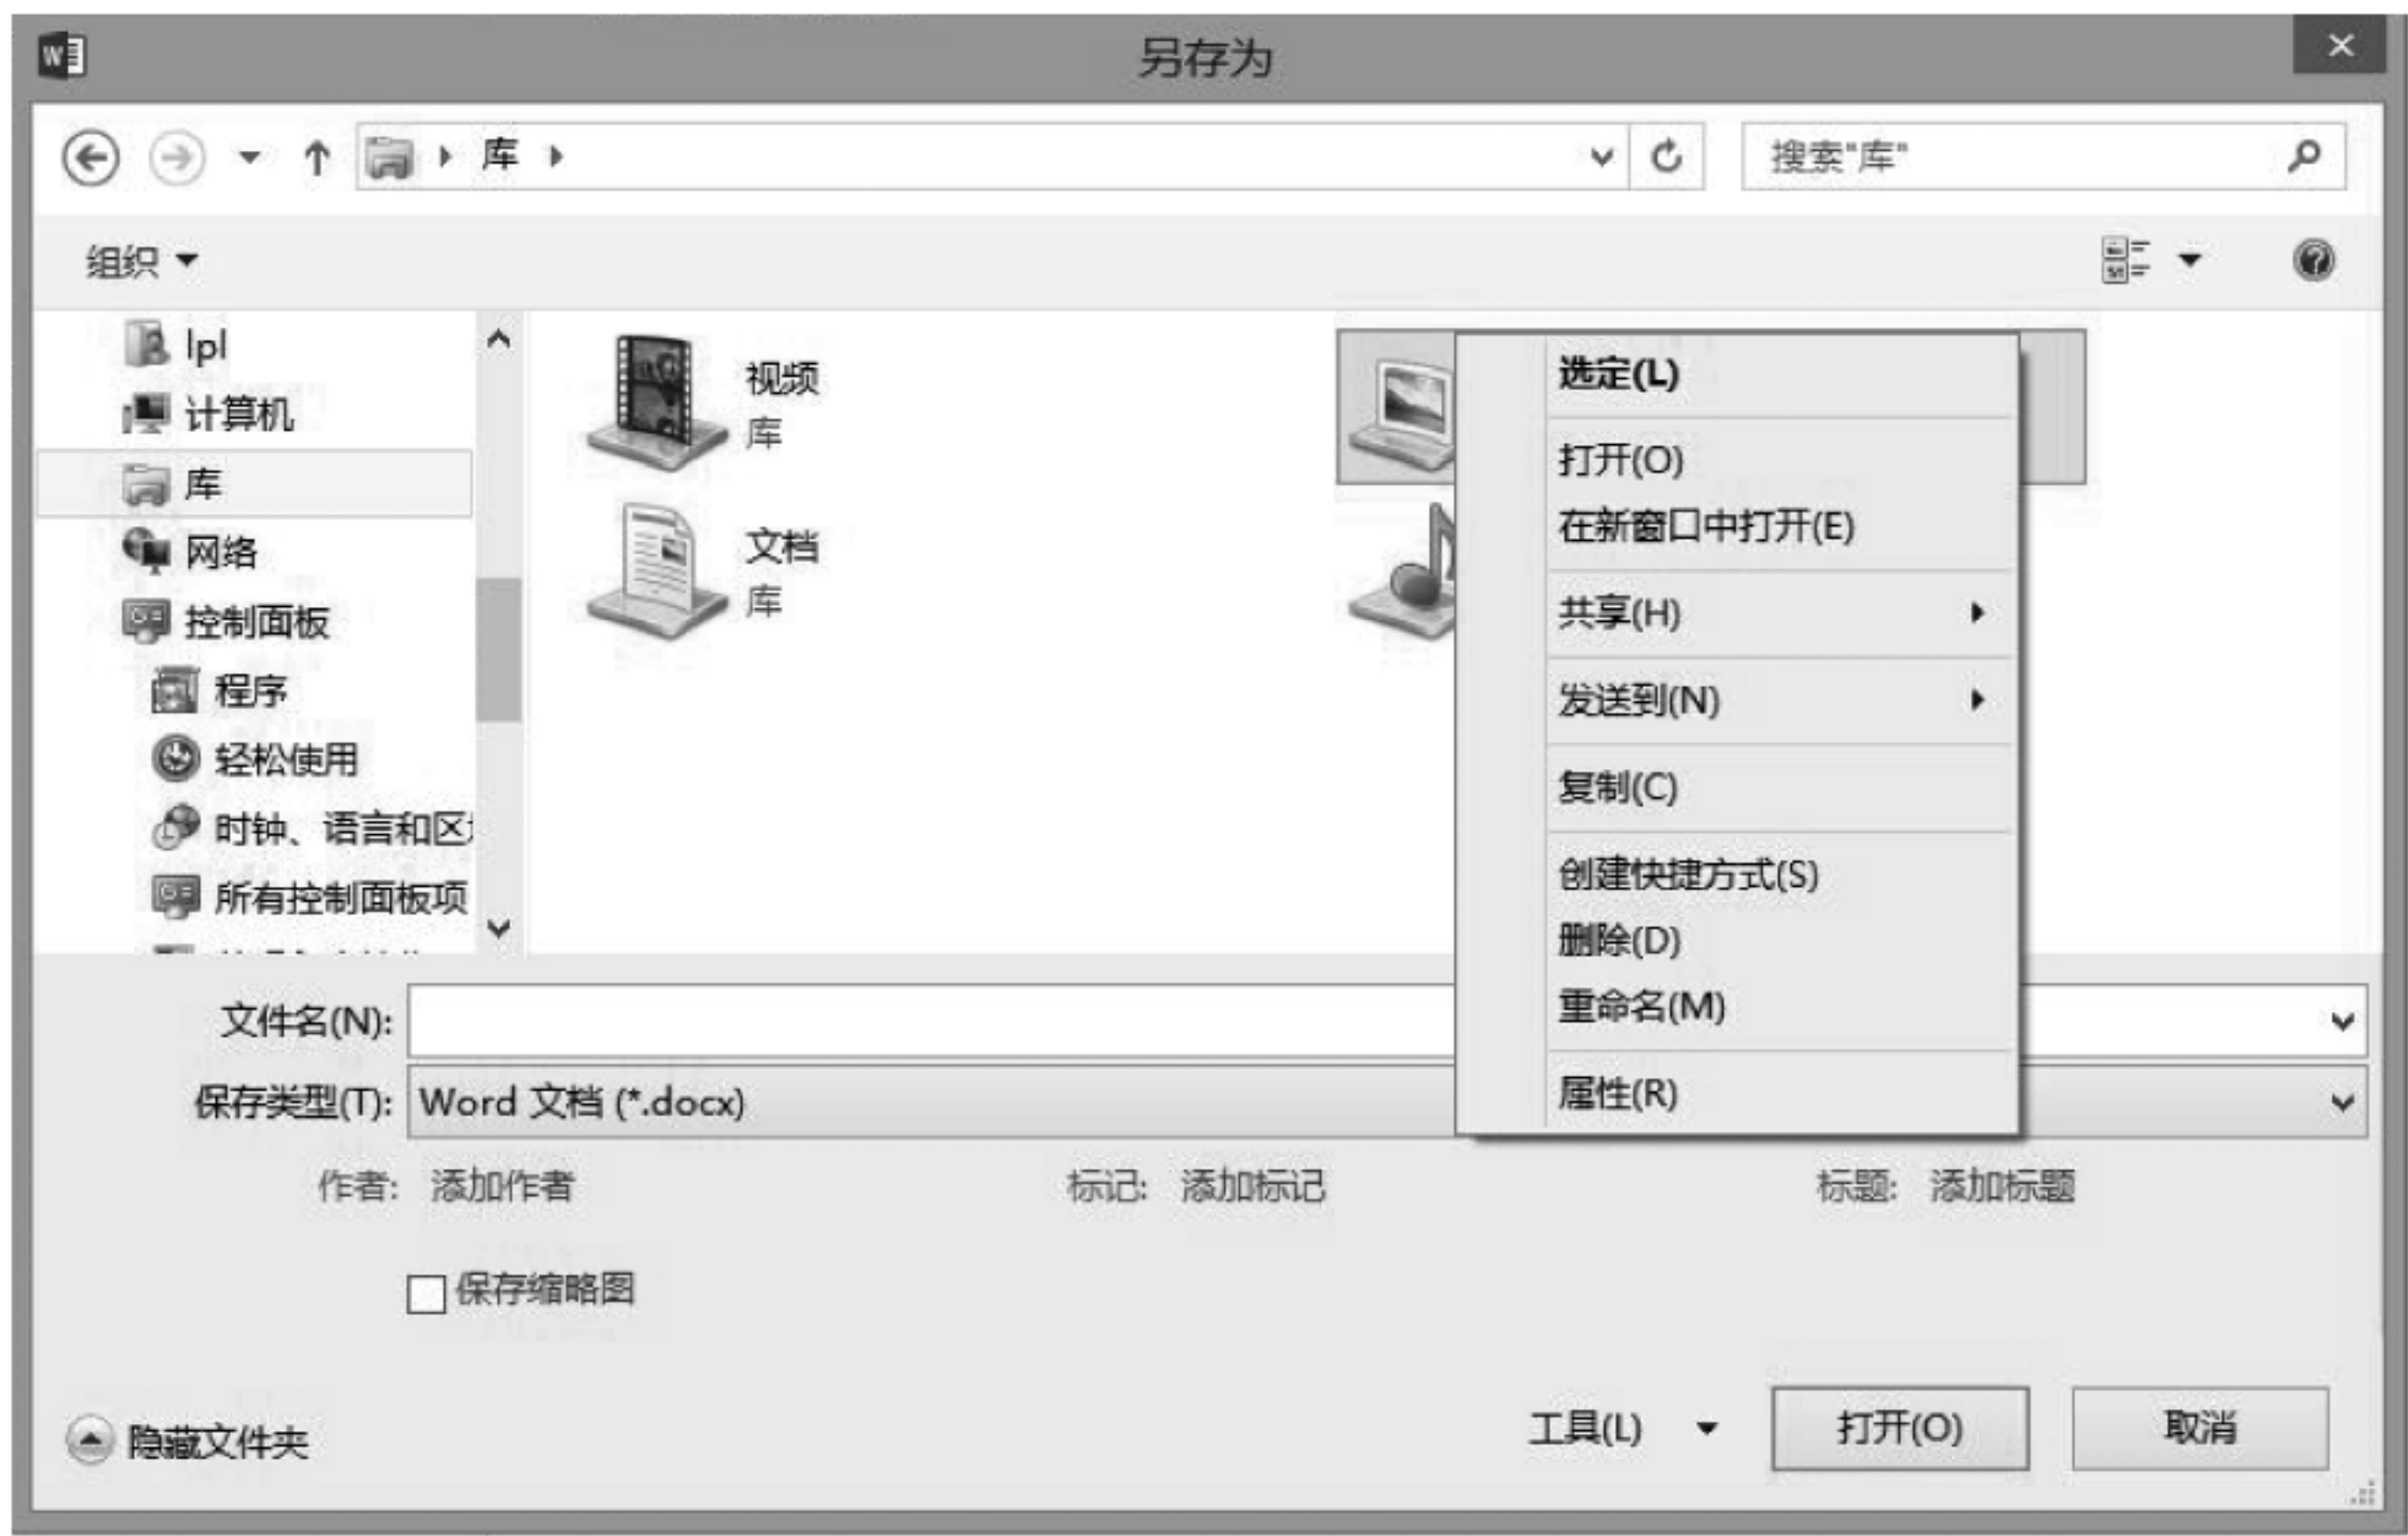 另存为
库
搜索"库"
组织
lpl
计算机
库
网络
控制面板
程序
轻松使用
时钟、语言和区
所有控制面板项
视频
库
文档
库
选定(L)
打开(O)
在新窗口中打开(E)
共享(H)
发送到(N)
复制(C)
创建快捷方式(S)
删除(D)
重命名(M)
属性(R)
文件名(N):
保存类型(T): Word 文档 (*.docx)
作者: 添加作者 标记: 添加标记 标题: 添加标题
保存缩略图
隐藏文件夹 工具(L) 打开(O) 取消